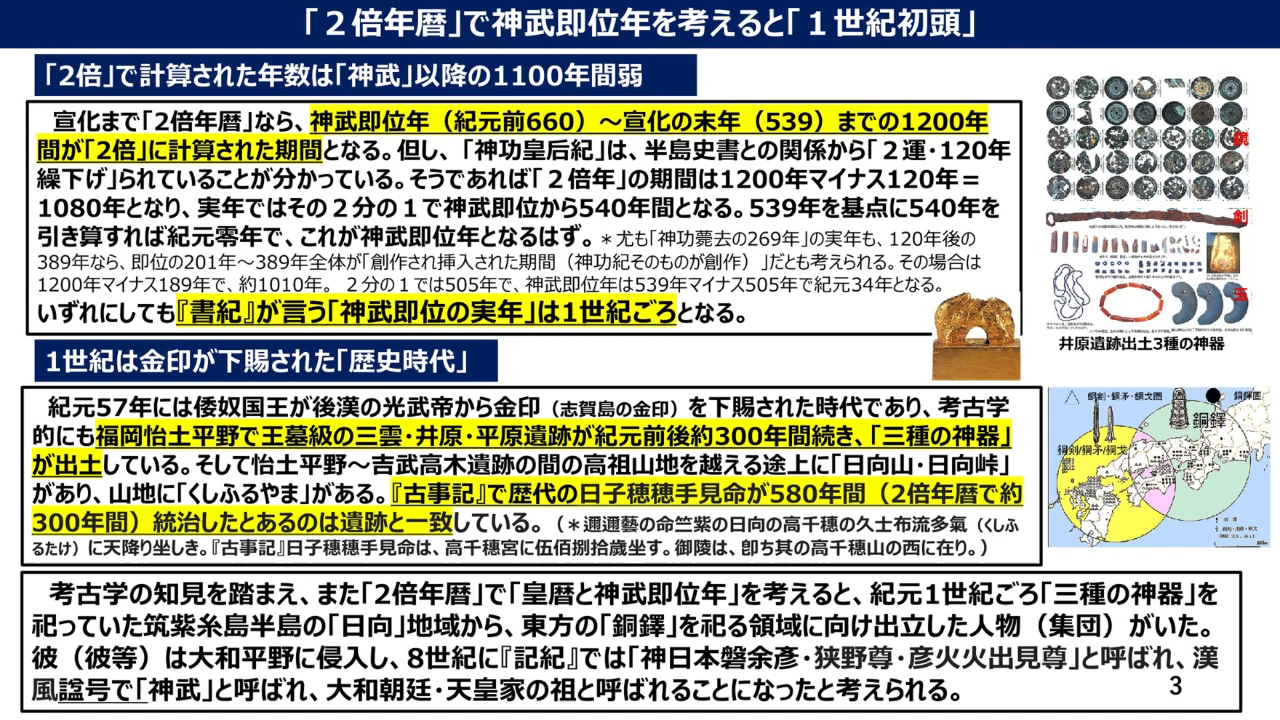 「２倍年暦」で神武即位年を考えると「１世紀初頭」
「2倍」で計算された年数は「神武」以降の1100年間弱
宣化まで「2倍年暦」なら、神武即位年（紀元前660）～宣化の末年（539）までの1200年
間が「2倍」に計算された期間となる。但し、「神功皇后紀」は、半島史書との関係から「２運・120年
繰下げ」られていることが分かっている。そうであれば「２倍年」の期間は1200年マイナス120年＝
1080年となり、実年ではその２分の１で神武即位から540年間となる。539年を基点に540年を
引き算すれば紀元零年で、これが神武即位年となるはず。＊尤も「神功薨去の269年」の実年も、120年後の
389年なら、即位の201年～389年全体が「創作され挿入された期間（神功紀そのものが創作）」だとも考えられる。その場合は
1200年マイナス189年で、約1010年。　２分の１では505年で、神武即位年は539年マイナス505年で紀元34年となる。
いずれにしても『書紀』が言う「神武即位の実年」は1世紀ごろとなる。
鏡
剣
玉
井原遺跡出土3種の神器
1世紀は金印が下賜された「歴史時代」
紀元57年には倭奴国王が後漢の光武帝から金印（志賀島の金印）を下賜された時代であり、考古学
的にも福岡怡土平野で王墓級の三雲・井原・平原遺跡が紀元前後約300年間続き、「三種の神器」
が出土している。そして怡土平野～吉武高木遺跡の間の高祖山地を越える途上に「日向山・日向峠」
があり、山地に「くしふるやま」がある。『古事記』で歴代の日子穂穂手見命が580年間（2倍年暦で約
300年間）統治したとあるのは遺跡と一致している。（＊邇邇藝の命竺紫の日向の高千穂の久士布流多氣（くしふ
るたけ）に天降り坐しき。『古事記』日子穂穂手見命は、高千穂宮に伍佰捌拾歳坐す。御陵は、卽ち其の高千穂山の西に在り。）
銅剣・銅矛・銅戈圏
銅鐸圏
銅鐸
銅剣/銅矛/銅戈
考古学の知見を踏まえ、また「2倍年暦」で「皇暦と神武即位年」を考えると、紀元1世紀ごろ「三種の神器」を
祀っていた筑紫糸島半島の「日向」地域から、東方の「銅鐸」を祀る領域に向け出立した人物（集団）がいた。
彼（彼等）は大和平野に侵入し、8世紀に『記紀』では「神日本磐余彦・狭野尊・彦火火出見尊」と呼ばれ、漢
風諡号で「神武」と呼ばれ、大和朝廷・天皇家の祖と呼ばれることになったと考えられる。
3